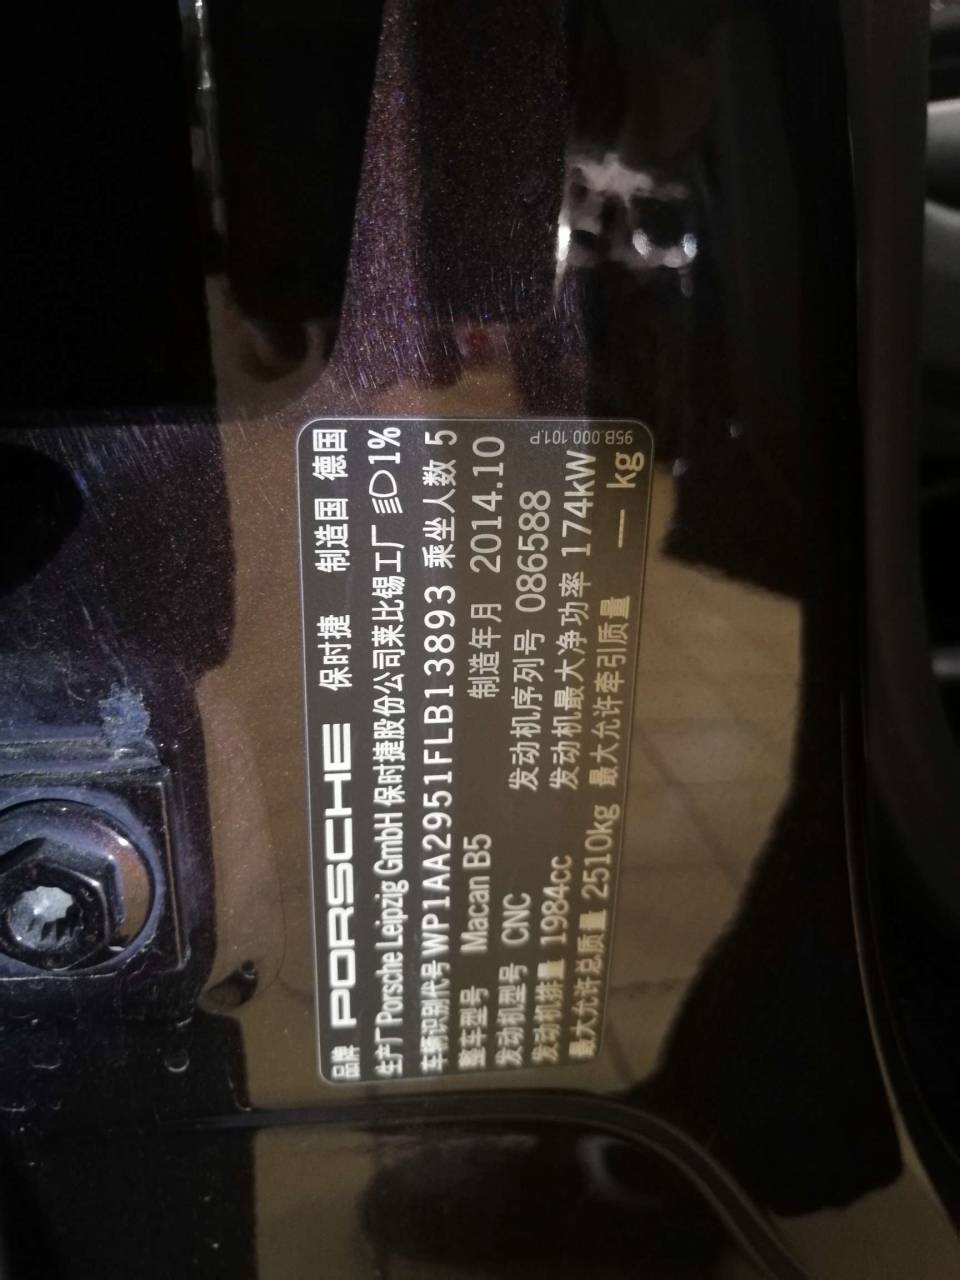 品牌 PORSCHE 保时捷 制造国 德国
生产厂 Porsche Leipzig GmbH 保时捷股份公司莱比锡工厂 1%
车辆识别代号 WP1AA2951FLB13893 乘坐人数 5
整车型号 Macan B5 制造年月 2014.10
发动机型号 CNC 发动机序列号 086588
发动机排量 1984cc 发动机最大净功率 174kW
最大允许总质量 2510kg 最大允许牵引质量 — kg
95B.000.101.P